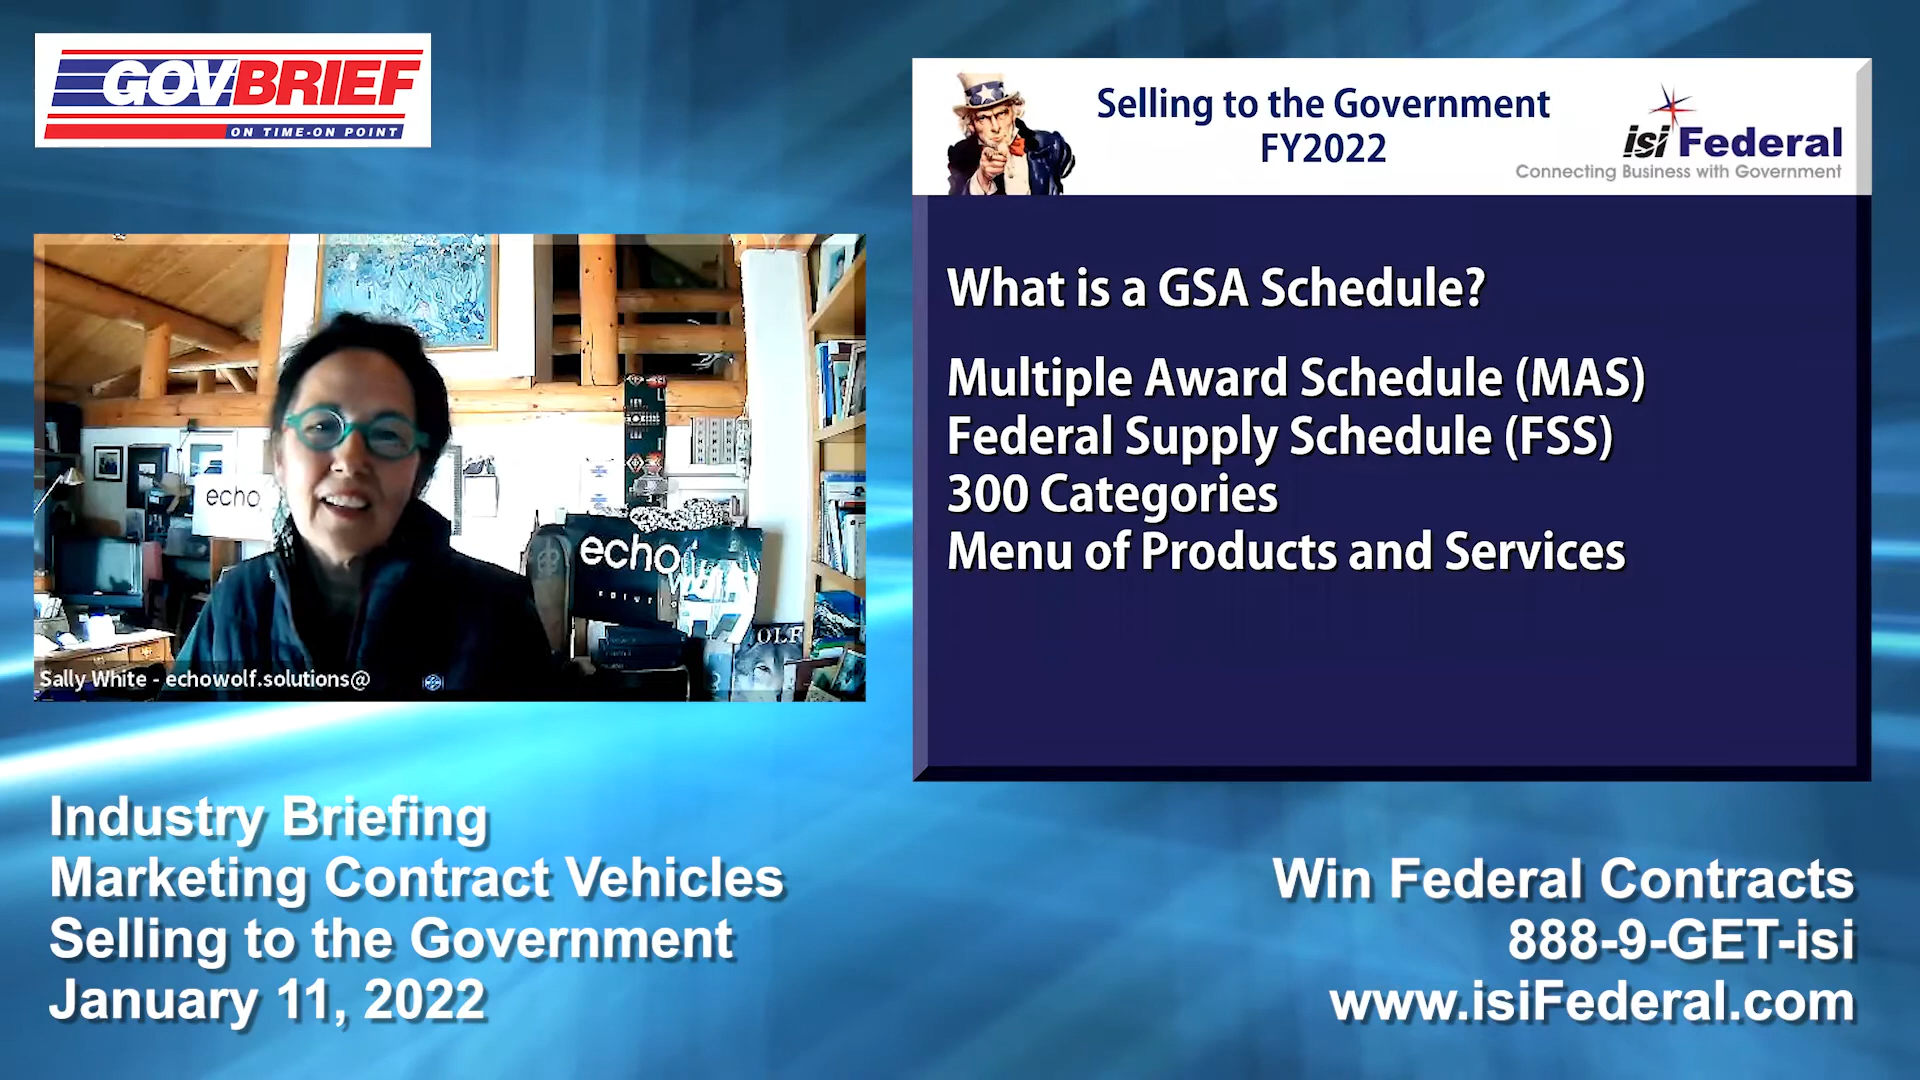 GOVBRIEF
ON TIME-ON POINT
Selling to the Government
FY2022
isi Federal
Connecting Business with Government
What is a GSA Schedule?
Multiple Award Schedule (MAS)
Federal Supply Schedule (FSS)
300 Categories
Menu of Products and Services
echo
echo
OLF
Sally White - echowolf.solutions@
Industry Briefing
Marketing Contract Vehicles
Selling to the Government
January 11, 2022
Win Federal Contracts
888-9-GET-isi
www.isiFederal.com